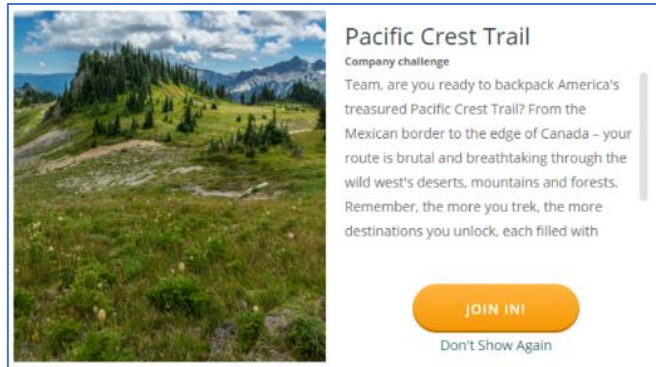 Pacific Crest Trail
Company challenge
Team, are you ready to backpack America's
treasured Pacific Crest Trail? From the
Mexican border to the edge of Canada – your
route is brutal and breathtaking through the
wild west's deserts, mountains and forests.
Remember, the more you trek, the more
destinations you unlock, each filled with
JOIN IN!
Don't Show Again